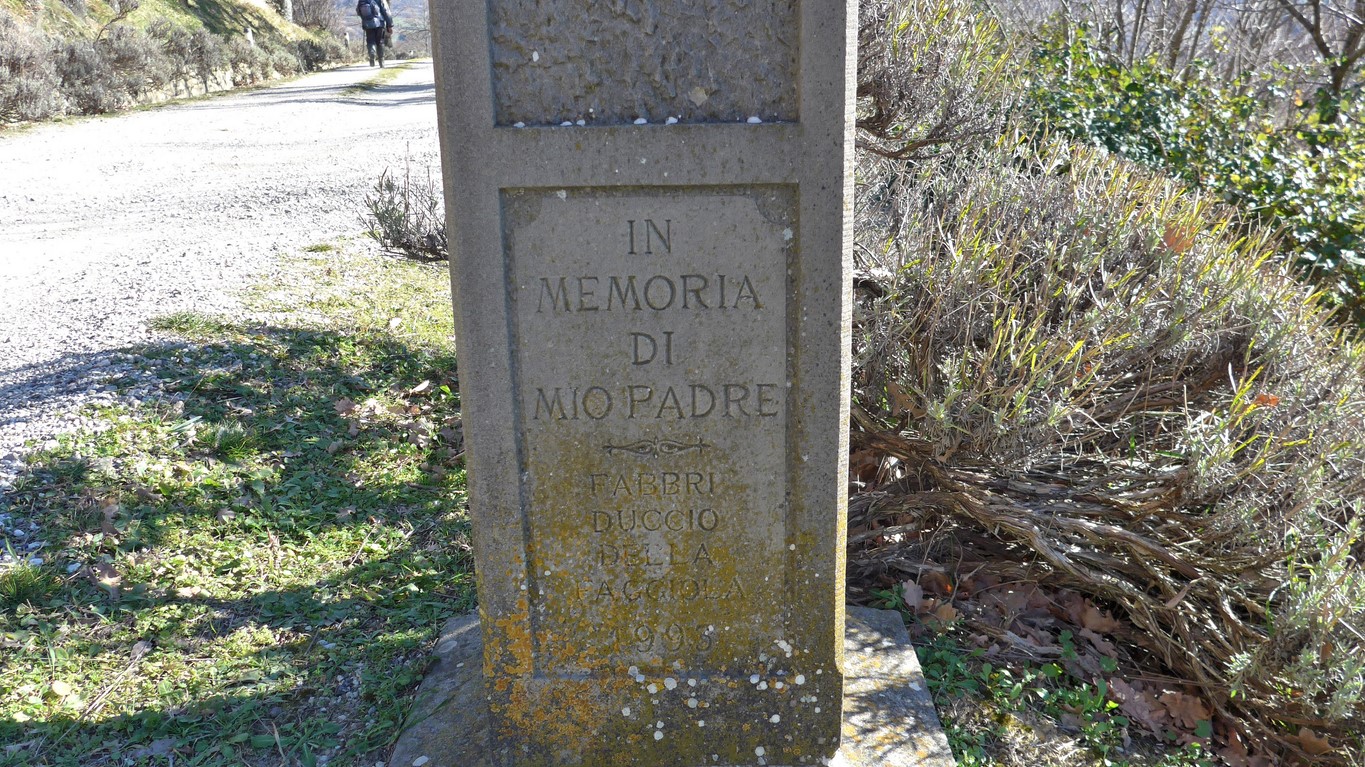 IN
MEMORIA
DI
MIO PADRE
FABBRI
DUCCIO
DELLA
FAGGIOLA